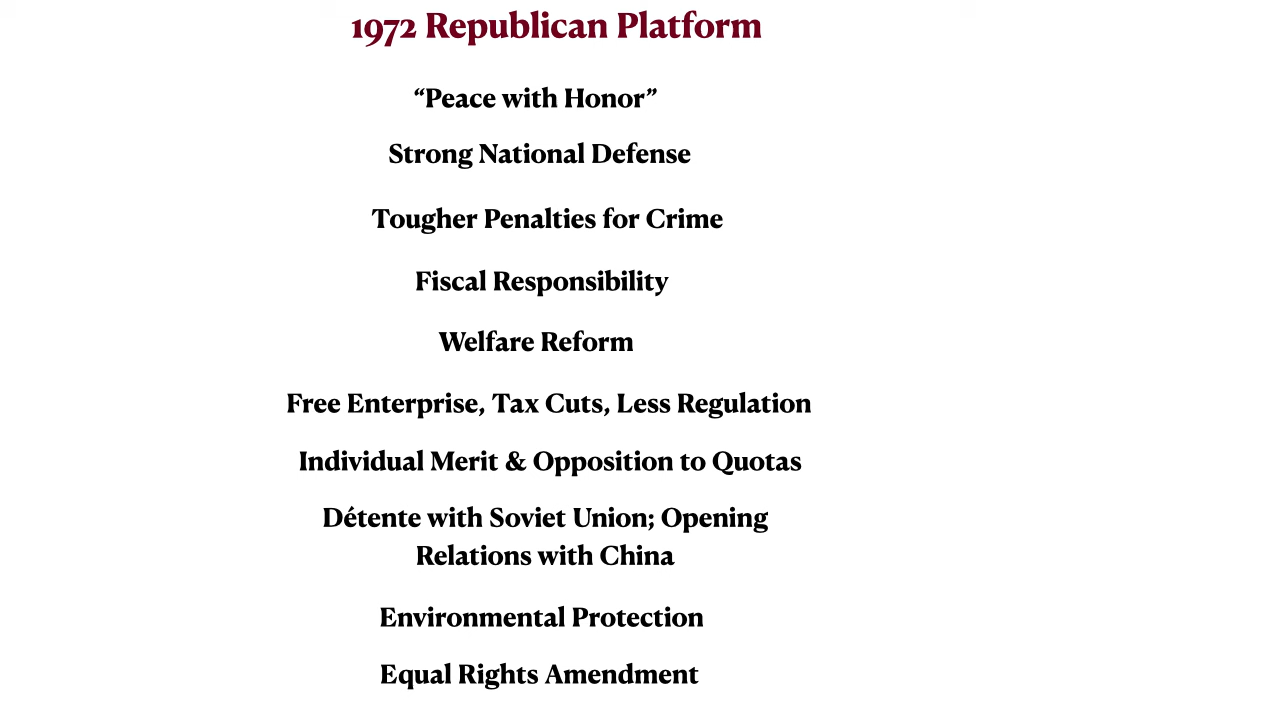 1972 Republican Platform
“Peace with Honor”
Strong National Defense
Tougher Penalties for Crime
Fiscal Responsibility
Welfare Reform
Free Enterprise, Tax Cuts, Less Regulation
Individual Merit & Opposition to Quotas
Détente with Soviet Union; Opening
Relations with China
Environmental Protection
Equal Rights Amendment